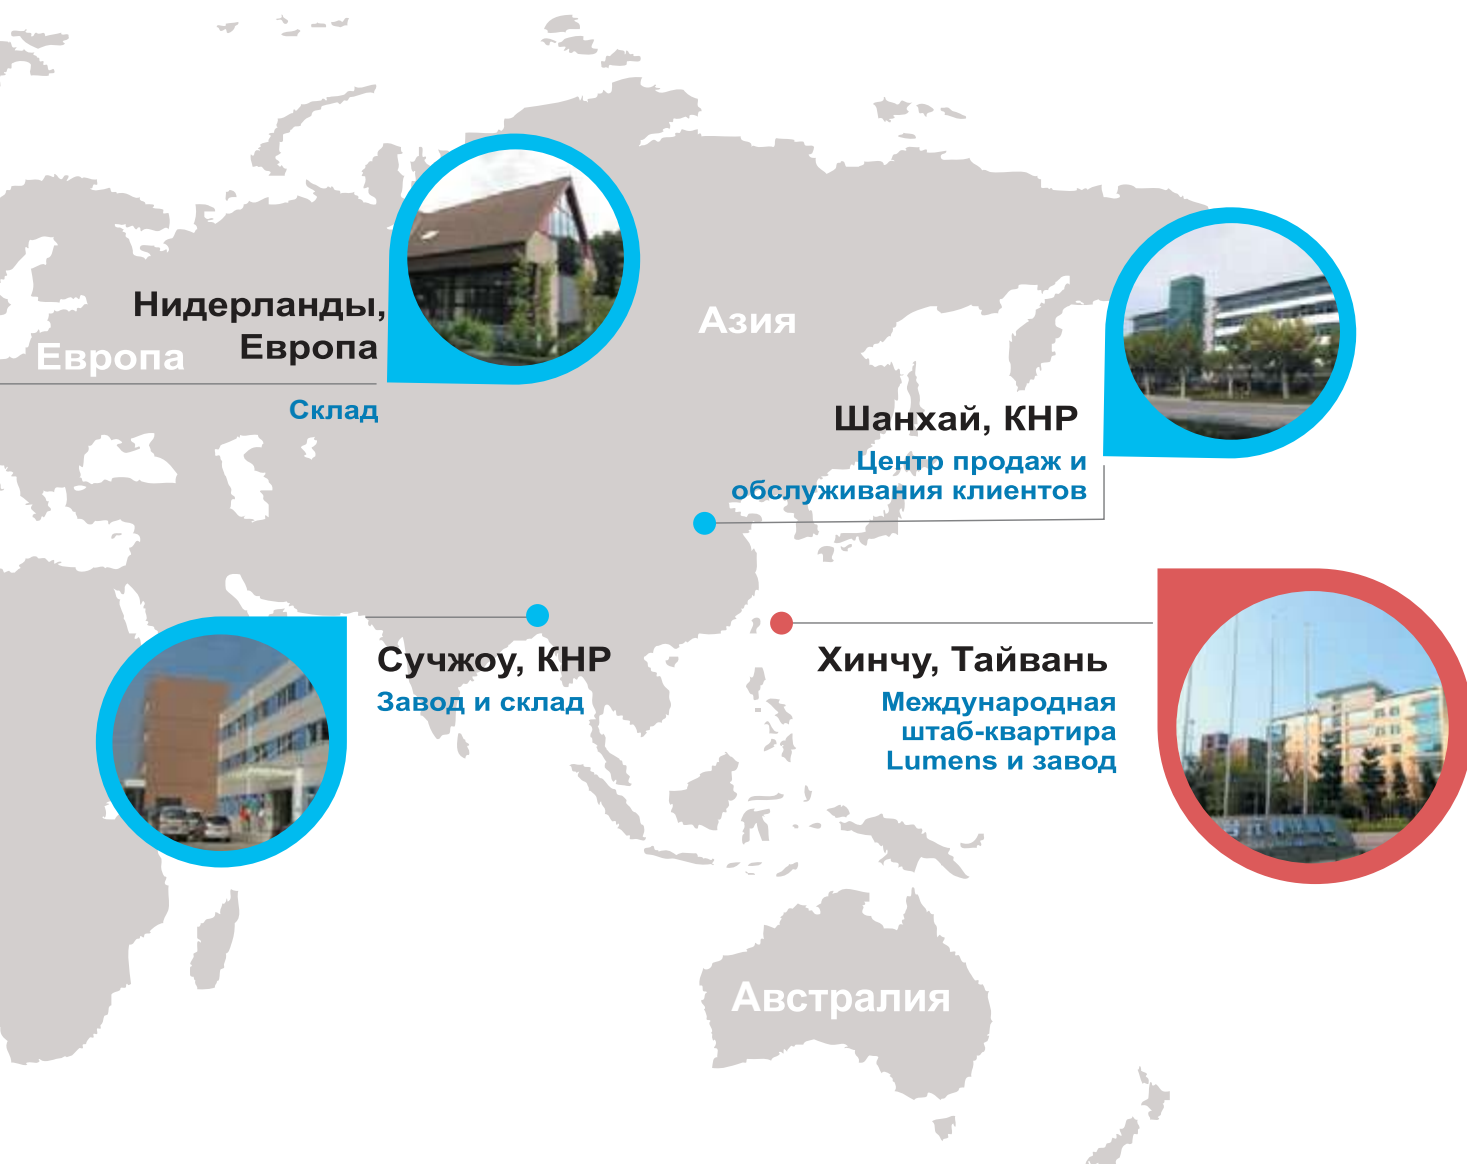 Нидерланды,
Европа
Европа
Склад
Азия
Шанхай, КНР
Центр продаж и
обслуживания клиентов
Сучжоу, КНР
Завод и склад
Хинчу, Тайвань
Международная
штаб-квартира
Lumens и завод
Австралия